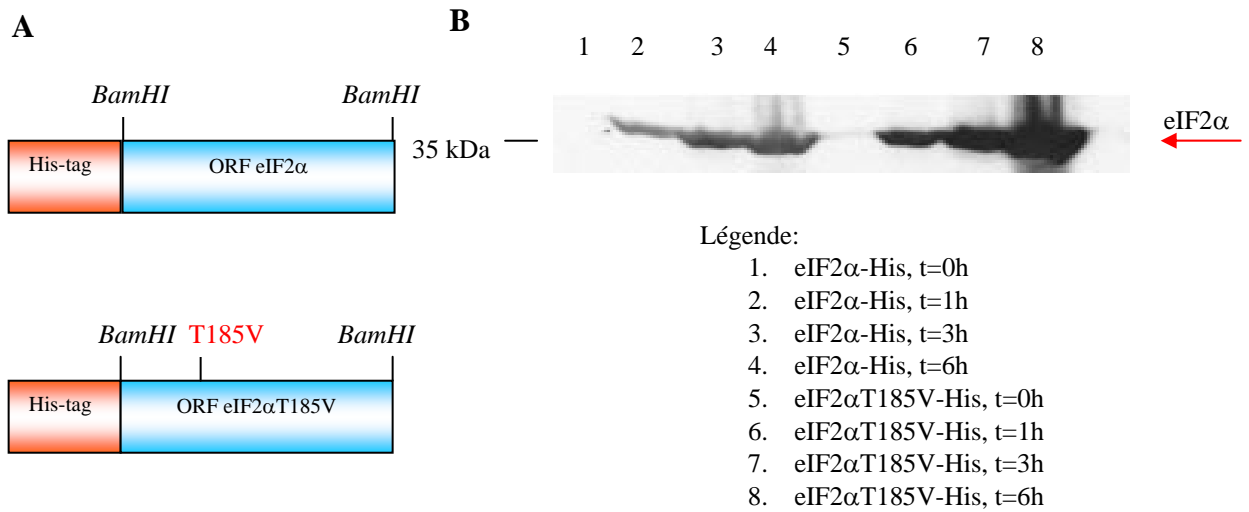 A
BamHI BamHI
His-tag ORF eIF2α
BamHI T185V BamHI
His-tag ORF eIF2αT185V
B
1 2 3 4 5 6 7 8
35 kDa
eIF2α
Légende:
1. eIF2α-His, t=0h
2. eIF2α-His, t=1h
3. eIF2α-His, t=3h
4. eIF2α-His, t=6h
5. eIF2αT185V-His, t=0h
6. eIF2αT185V-His, t=1h
7. eIF2αT185V-His, t=3h
8. eIF2αT185V-His, t=6h